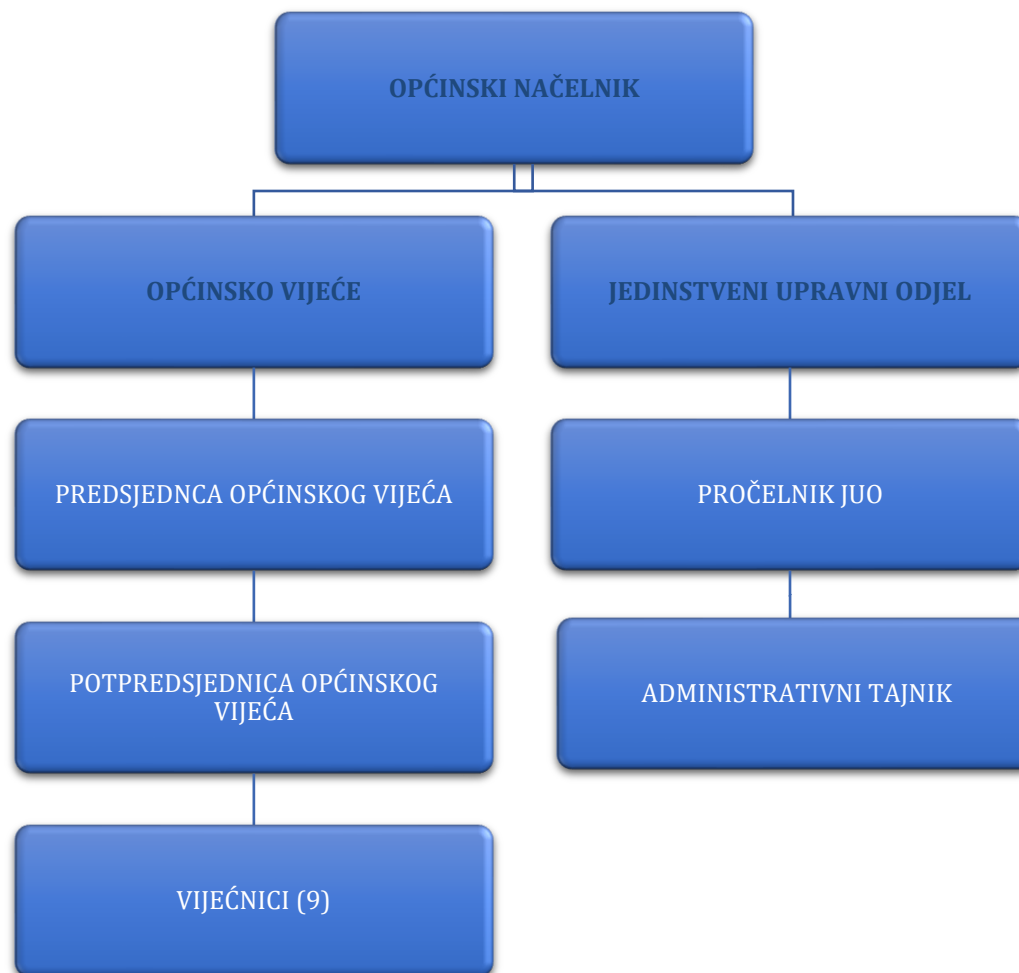 OPĆINSKI NAČELNIK
OPĆINSKO VIJEĆE
JEDINSTVENI UPRAVNI ODJEL
PREDSJEDNCA OPĆINSKOG VIJEĆA
PROČELNIK JUO
POTPREDSJEDNICA OPĆINSKOG
VIJEĆA
ADMINISTRATIVNI TAJNIK
VIJEĆNICI (9)